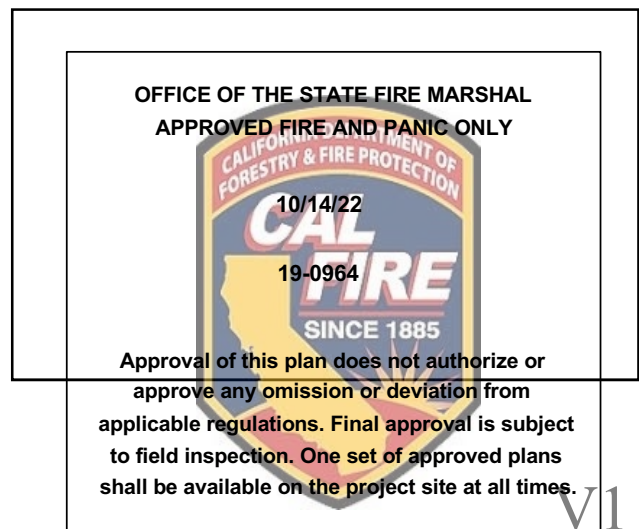 OFFICE OF THE STATE FIRE MARSHAL
APPROVED FIRE AND PANIC ONLY
CALIFORNIA DEPARTMENT OF
FORESTRY & FIRE PROTECTION
10/14/22
CAL
19-0964
FIRE
SINCE 1885
Approval of this plan does not authorize or
approve any omission or deviation from
applicable regulations. Final approval is subject
to field inspection. One set of approved plans
shall be available on the project site at all times.
V1